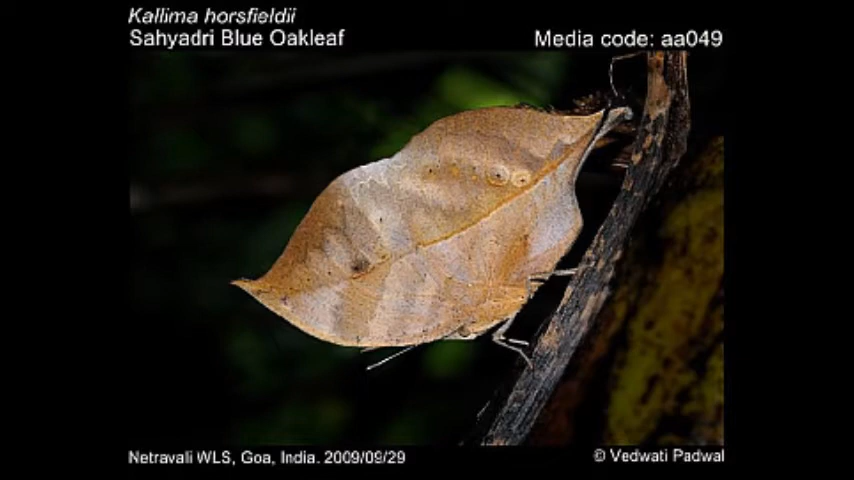 Kallima horsfieldii
Sahyadri Blue Oakleaf
Media code: aa049
Netravali WLS, Goa, India. 2009/09/29
© Vedwati Padwal